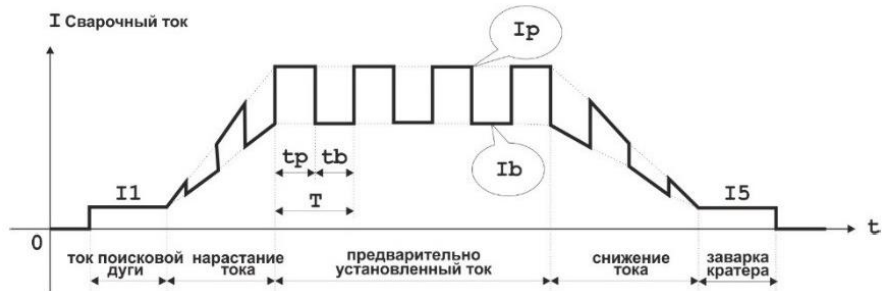 I Сварочный ток
Ip
tp
tb
Ib
T
I1
I5
0
t
ток поисковой
дуги
нарастание
тока
предварительно
установленный ток
снижение
тока
заварка
кратера